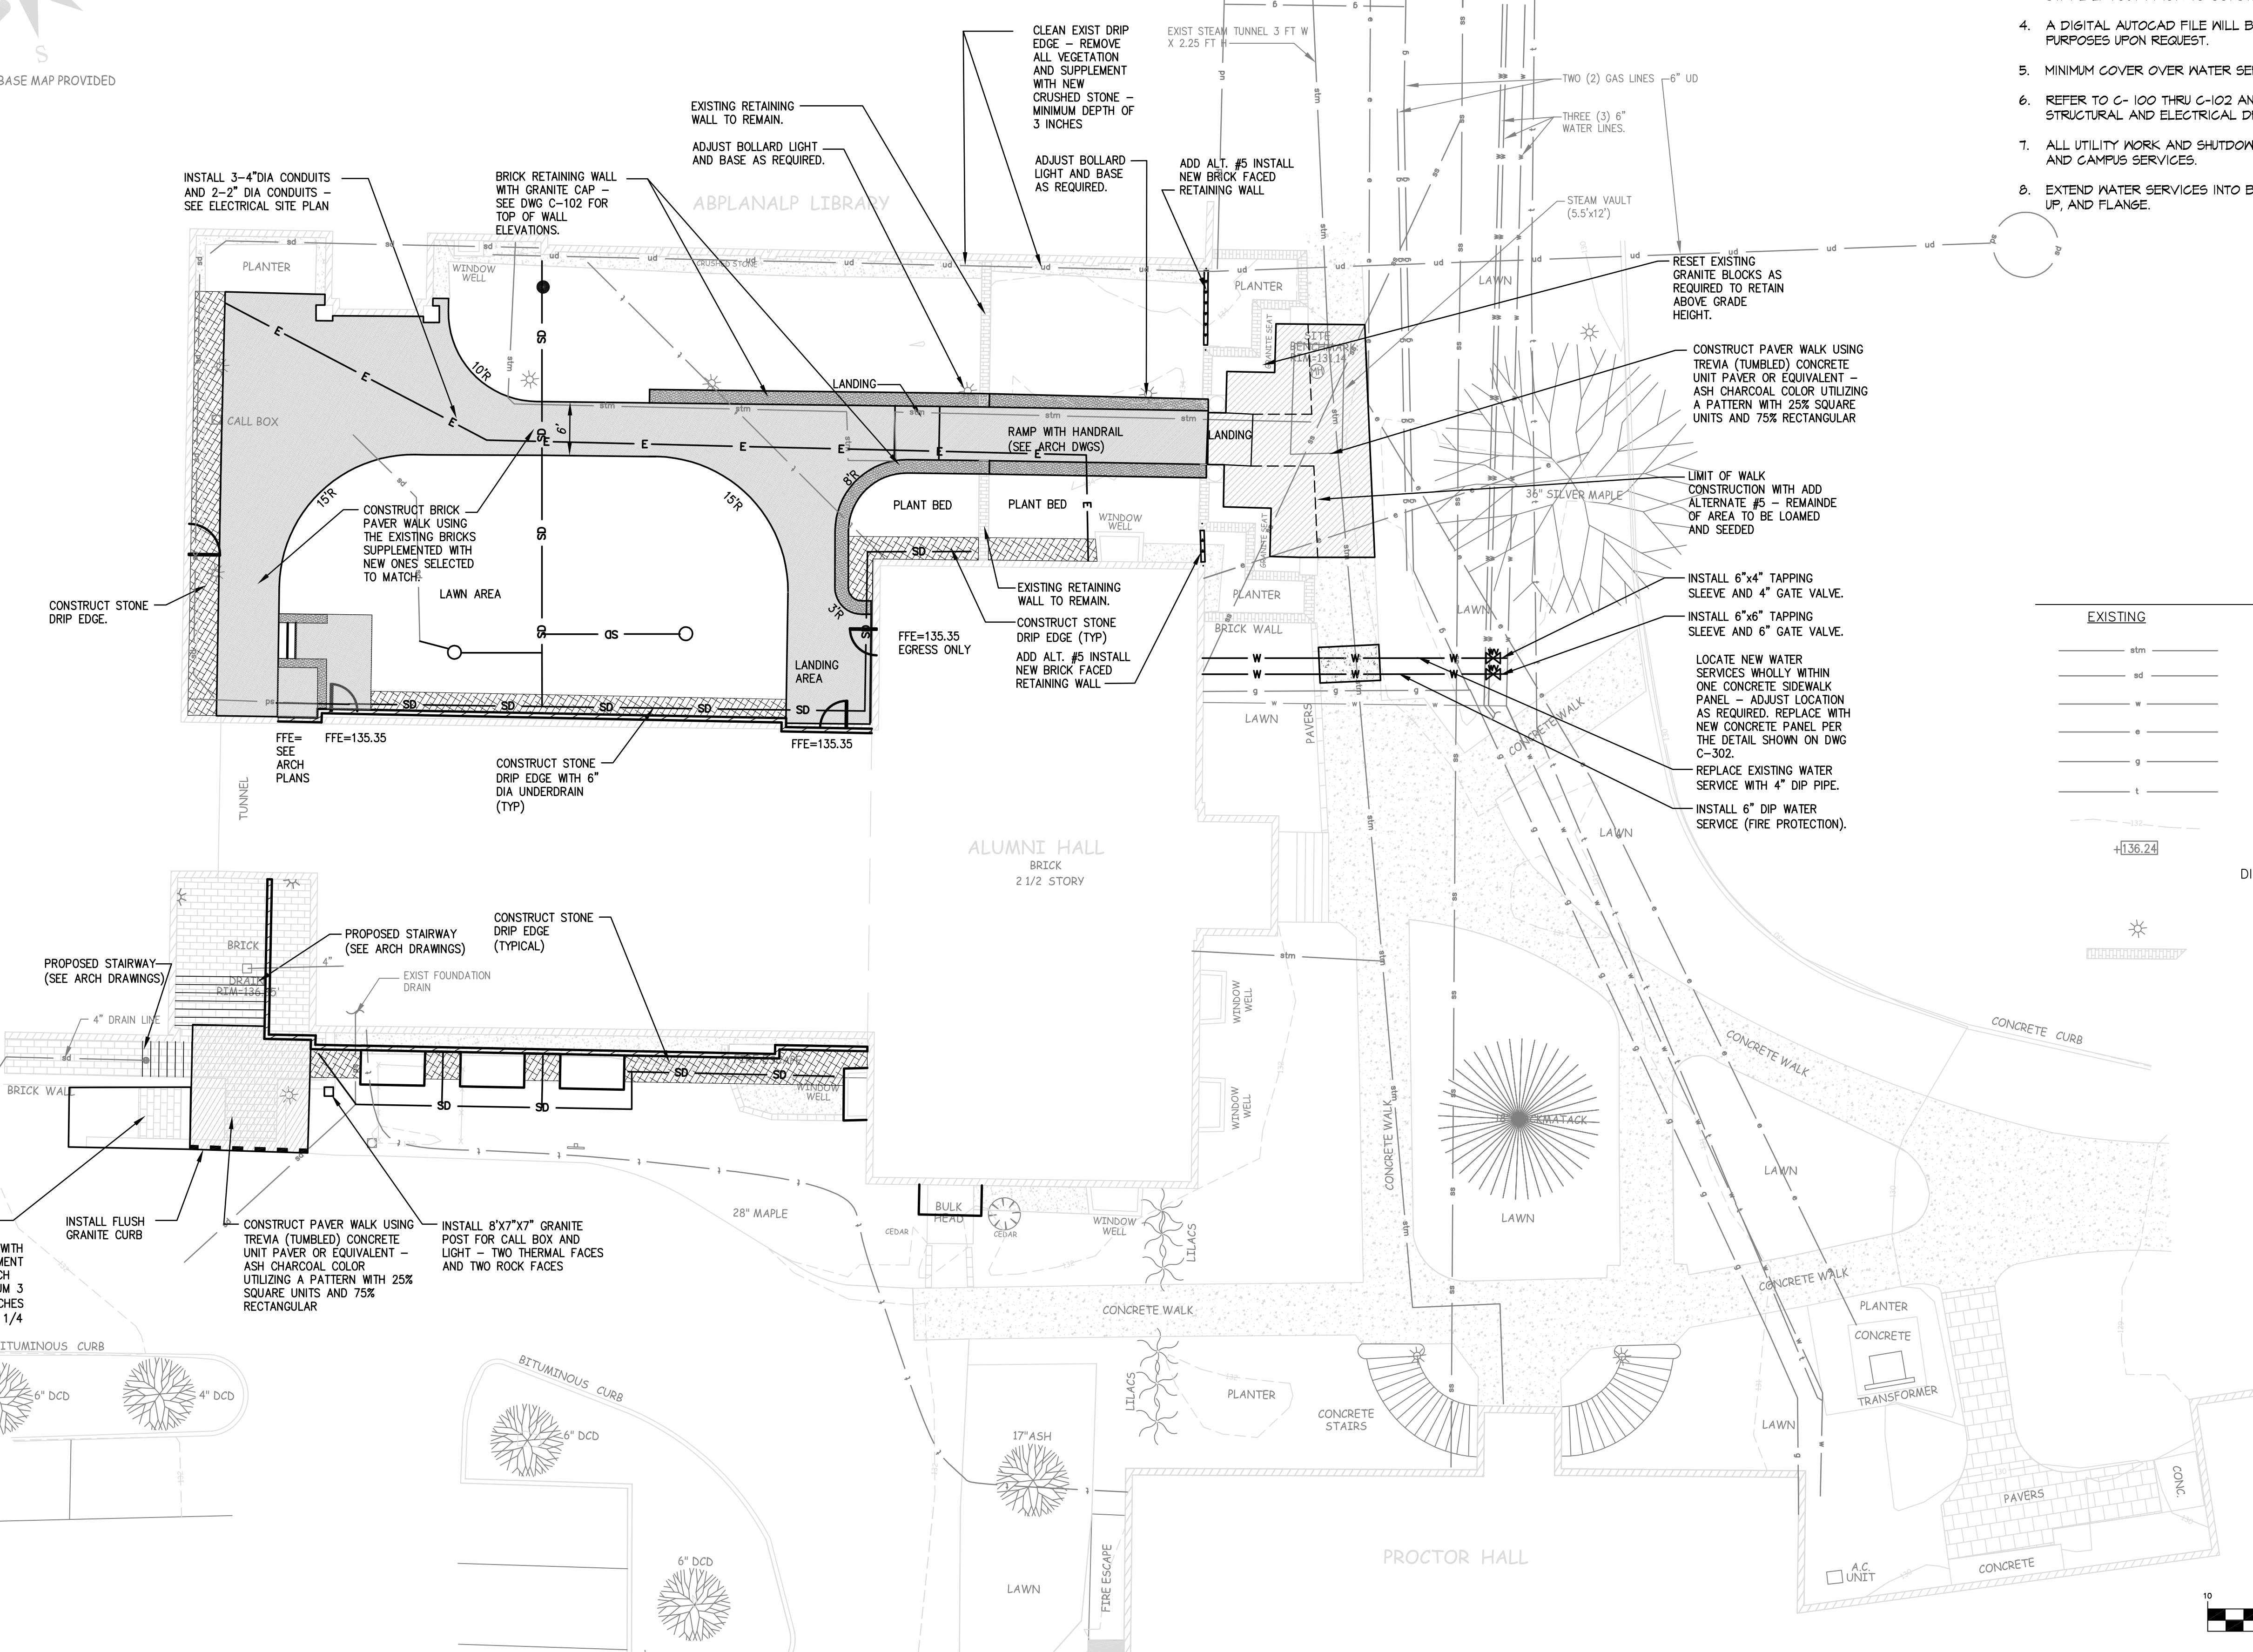 S
BASE MAP PROVIDED
4. A DIGITAL AUTOCAD FILE WILL B
PURPOSES UPON REQUEST.
5. MINIMUM COVER OVER WATER SE
6. REFER TO C- 100 THRU C-102 AN
STRUCTURAL AND ELECTRICAL D
7. ALL UTILITY WORK AND SHUTDOW
AND CAMPUS SERVICES.
8. EXTEND WATER SERVICES INTO B
UP, AND FLANGE.
CLEAN EXIST DRIP
EDGE – REMOVE
ALL VEGETATION
AND SUPPLEMENT
WITH NEW
CRUSHED STONE –
MINIMUM DEPTH OF
3 INCHES
EXIST STEAM TUNNEL 3 FT W
X 2.25 FT H
TWO (2) GAS LINES
6" UD
THREE (3) 6"
WATER LINES.
EXISTING RETAINING
WALL TO REMAIN.
ADJUST BOLLARD LIGHT
AND BASE AS REQUIRED.
ADJUST BOLLARD
LIGHT AND BASE
AS REQUIRED.
ADD ALT. #5 INSTALL
NEW BRICK FACED
RETAINING WALL
INSTALL 3-4"DIA CONDUITS
AND 2-2" DIA CONDUITS –
SEE ELECTRICAL SITE PLAN
BRICK RETAINING WALL
WITH GRANITE CAP –
SEE DWG C-102 FOR
TOP OF WALL
ELEVATIONS.
ABPLANALP LIBRARY
STEAM VAULT
(5.5'x12')
PLANTER
WINDOW
WELL
CRUSHED STONE
PLANTER
LAWN
RESET EXISTING
GRANITE BLOCKS AS
REQUIRED TO RETAIN
ABOVE GRADE
HEIGHT.
GRANITE SEAT
SITE
BENCHMARK
RIM=131.14
MH
CONSTRUCT PAVER WALK USING
TREVIA (TUMBLED) CONCRETE
UNIT PAVER OR EQUIVALENT –
ASH CHARCOAL COLOR UTILIZING
A PATTERN WITH 25% SQUARE
UNITS AND 75% RECTANGULAR
10'R
LANDING
CALL BOX
6'
RAMP WITH HANDRAIL
(SEE ARCH DWGS)
LANDING
15'R
15'R
8'R
PLANT BED
PLANT BED
WINDOW
WELL
36" SILVER MAPLE
LIMIT OF WALK
CONSTRUCTION WITH ADD
ALTERNATE #5 – REMAINDE
OF AREA TO BE LOAMED
AND SEEDED
CONSTRUCT BRICK
PAVER WALK USING
THE EXISTING BRICKS
SUPPLEMENTED WITH
NEW ONES SELECTED
TO MATCH.
LAWN AREA
CONSTRUCT STONE
DRIP EDGE.
3'R
GRANITE SEAT
EXISTING RETAINING
WALL TO REMAIN.
CONSTRUCT STONE
DRIP EDGE (TYP)
ADD ALT. #5 INSTALL
NEW BRICK FACED
RETAINING WALL
FFE=135.35
EGRESS ONLY
LANDING
AREA
PLANTER
BRICK WALL
LAWN
INSTALL 6"x4" TAPPING
SLEEVE AND 4" GATE VALVE.
INSTALL 6"x6" TAPPING
SLEEVE AND 6" GATE VALVE.
LOCATE NEW WATER
SERVICES WHOLLY WITHIN
ONE CONCRETE SIDEWALK
PANEL – ADJUST LOCATION
AS REQUIRED. REPLACE WITH
NEW CONCRETE PANEL PER
THE DETAIL SHOWN ON DWG
C-302.
REPLACE EXISTING WATER
SERVICE WITH 4" DIP PIPE.
INSTALL 6" DIP WATER
SERVICE (FIRE PROTECTION).
EXISTING
stm
sd
w
e
g
t
+136.24
DI
LAWN
PAVERS
CONCRETE WALK
FFE=
SEE
ARCH
PLANS
FFE=135.35
FFE=135.35
CONSTRUCT STONE
DRIP EDGE WITH 6"
DIA UNDERDRAIN
(TYP)
TUNNEL
LAWN
ALUMNI HALL
BRICK
2 1/2 STORY
CONSTRUCT STONE
DRIP EDGE
(TYPICAL)
PROPOSED STAIRWAY
(SEE ARCH DRAWINGS)
BRICK
PROPOSED STAIRWAY
(SEE ARCH DRAWINGS)
4"
DRAIN
EXIST FOUNDATION
DRAIN
4" DRAIN LINE
BRICK WALL
WINDOW
WELL
WINDOW
WELL
WINDOW
WELL
CONCRETE WALK
CONCRETE WALK
CONCRETE CURB
LAWN
LAWN
INSTALL FLUSH
GRANITE CURB
CONSTRUCT PAVER WALK USING
TREVIA (TUMBLED) CONCRETE
UNIT PAVER OR EQUIVALENT –
ASH CHARCOAL COLOR
UTILIZING A PATTERN WITH 25%
SQUARE UNITS AND 75%
RECTANGULAR
INSTALL 8'X7"X7" GRANITE
POST FOR CALL BOX AND
LIGHT – TWO THERMAL FACES
AND TWO ROCK FACES
WITH
MENT
CH
UM 3
CHES
1/4
28" MAPLE
CEDAR
BULK
HEAD
CEDAR
WINDOW
WELL
LILACS
CONCRETE WALK
CONCRETE WALK
PLANTER
CONCRETE
TRANSFORMER
ITUMINOUS CURB
6" DCD
4" DCD
BITUMINOUS CURB
6" DCD
6" DCD
17"ASH
LILACS
PLANTER
CONCRETE
STAIRS
LAWN
LAWN
FIRE ESCAPE
PROCTOR HALL
PAVERS
CONC.
CONCRETE
A.C.
UNIT
10